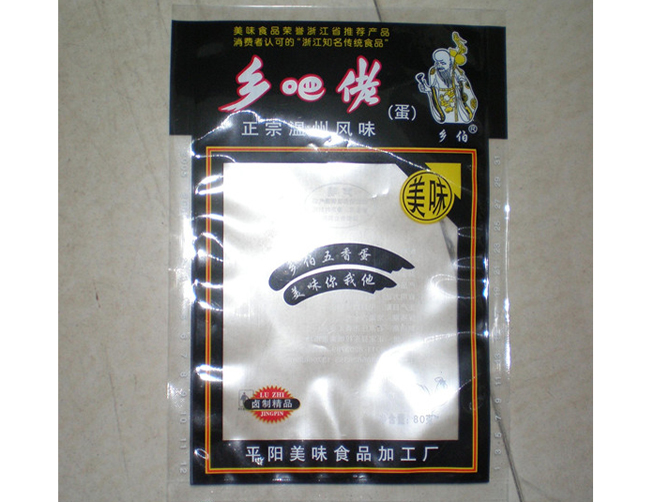 美味食品荣誉浙江省推荐产品
消费者认可的“浙江知名传统食品”
乡吧佬
(蛋)
乡伯®
正宗温州风味
美味
乡伯五香蛋
美味你我他
LU ZHI
卤制精品
JINGPIN
平阳美味食品加工厂